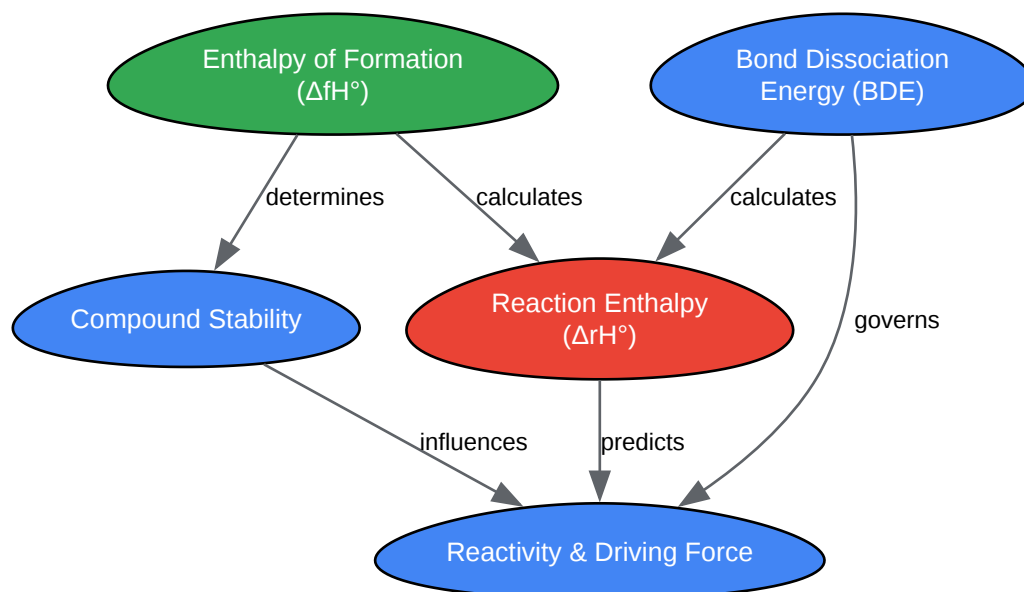 Enthalpy of Formation
(ΔfH°)
Bond Dissociation
Energy (BDE)
determines
calculates
calculates
Compound Stability
Reaction Enthalpy
(ΔrH°)
governs
influences
predicts
Reactivity & Driving Force